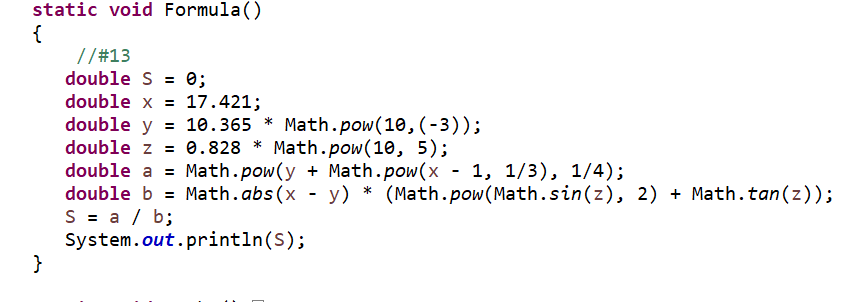 static void Formula()
{
//#13
double S = 0;
double x = 17.421;
double y = 10.365 * Math.pow(10,(-3));
double z = 0.828 * Math.pow(10, 5);
double a = Math.pow(y + Math.pow(x - 1, 1/3), 1/4);
double b = Math.abs(x - y) * (Math.pow(Math.sin(z), 2) + Math.tan(z));
S = a / b;
System.out.println(S);
}